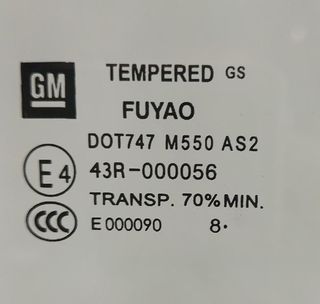 GM TEMPERED GS
FUYAO
DOT747 M550 AS2
E4 43R-000056
TRANSP. 70% MIN.
CCC E000090 8·